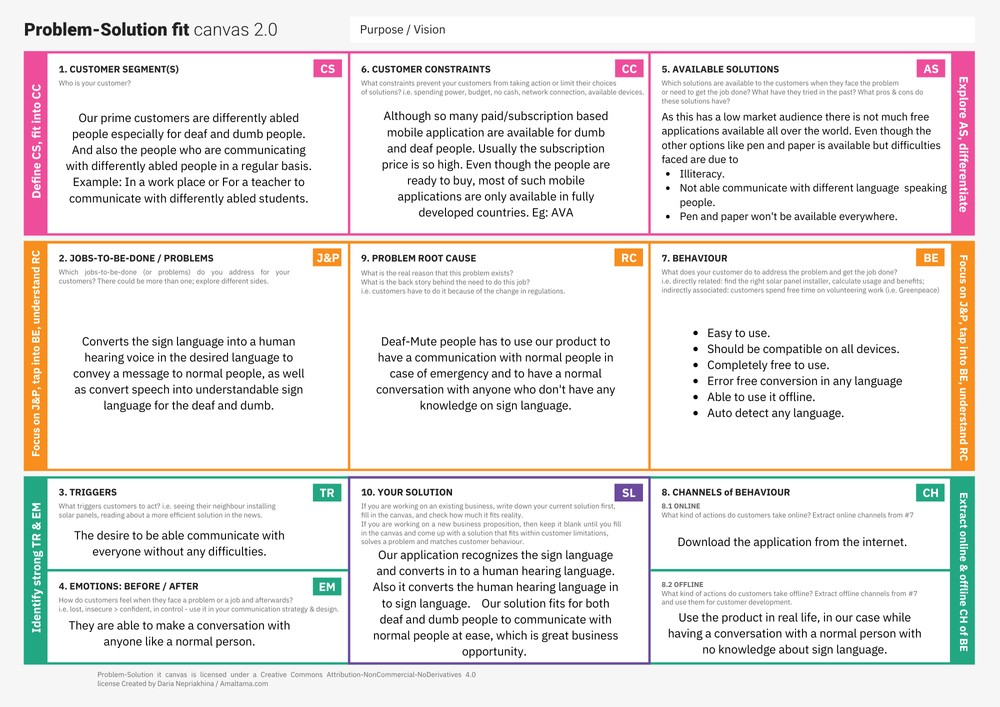 Problem-Solution fit canvas 2.0
Purpose / Vision
Define CS, fit into CC
1. CUSTOMER SEGMENT(S)
CS
Who is your customer?
Our prime customers are differently abled
people especially for deaf and dumb people.
And also the people who are communicating
with differently abled people in a regular basis.
Example: In a work place or For a teacher to
communicate with differently abled students.
6. CUSTOMER CONSTRAINTS
CC
What constraints prevent your customers from taking action or limit their choices
of solutions? i.e. spending power, budget, no cash, network connection, available devices.
Although so many paid/subscription based
mobile application are available for dumb
and deaf people. Usually the subscription
price is so high. Even though the people are
ready to buy, most of such mobile
applications are only available in fully
developed countries. Eg: AVA
5. AVAILABLE SOLUTIONS
AS
Which solutions are available to the customers when they face the problem
or need to get the job done? What have they tried in the past? What pros & cons do
these solutions have?
As this has a low market audience there is not much free
applications available all over the world. Even though the
other options like pen and paper is available but difficulties
faced are due to
• Illiteracy.
• Not able communicate with different language speaking
people.
• Pen and paper won't be available everywhere.
Explore AS, differentiate
Focus on J&P, tap into BE, understand RC
2. JOBS-TO-BE-DONE / PROBLEMS
J&P
Which jobs-to-be-done (or problems) do you address for your
customers? There could be more than one; explore different sides.
Converts the sign language into a human
hearing voice in the desired language to
convey a message to normal people, as well
as convert speech into understandable sign
language for the deaf and dumb.
9. PROBLEM ROOT CAUSE
RC
What is the real reason that this problem exists?
What is the back story behind the need to do this job?
i.e. customers have to do it because of the change in regulations.
Deaf-Mute people has to use our product to
have a communication with normal people in
case of emergency and to have a normal
conversation with anyone who don't have any
knowledge on sign language.
7. BEHAVIOUR
BE
What does your customer do to address the problem and get the job done?
i.e. directly related: find the right solar panel installer, calculate usage and benefits;
indirectly associated: customers spend free time on volunteering work (i.e. Greenpeace)
• Easy to use.
• Should be compatible on all devices.
• Completely free to use.
• Error free conversion in any language
• Able to use it offline.
• Auto detect any language.
Focus on J&P, tap into BE, understand RC
Identify strong TR & EM
3. TRIGGERS
TR
What triggers customers to act? i.e. seeing their neighbour installing
solar panels, reading about a more efficient solution in the news.
The desire to be able communicate with
everyone without any difficulties.
4. EMOTIONS: BEFORE / AFTER
EM
How do customers feel when they face a problem or a job and afterwards?
i.e. lost, insecure > confident, in control - use it in your communication strategy & design.
They are able to make a conversation with
anyone like a normal person.
10. YOUR SOLUTION
SL
If you are working on an existing business, write down your current solution first,
fill in the canvas, and check how much it fits reality.
If you are working on a new business proposition, then keep it blank until you fill
in the canvas and come up with a solution that fits within customer limitations,
solves a problem and matches customer behaviour.
Our application recognizes the sign language
and converts in to a human hearing language.
Also it converts the human hearing language in
to sign language. Our solution fits for both
deaf and dumb people to communicate with
normal people at ease, which is great business
opportunity.
8. CHANNELS of BEHAVIOUR
CH
8.1 ONLINE
What kind of actions do customers take online? Extract online channels from #7
Download the application from the internet.
8.2 OFFLINE
What kind of actions do customers take offline? Extract offline channels from #7
and use them for customer development.
Use the product in real life, in our case while
having a conversation with a normal person with
no knowledge about sign language.
Extract online & offline CH of BE
Problem-Solution it canvas is licensed under a Creative Commons Attribution-NonCommercial-NoDerivatives 4.0
license Created by Daria Nepriakhina / Amaltama.com